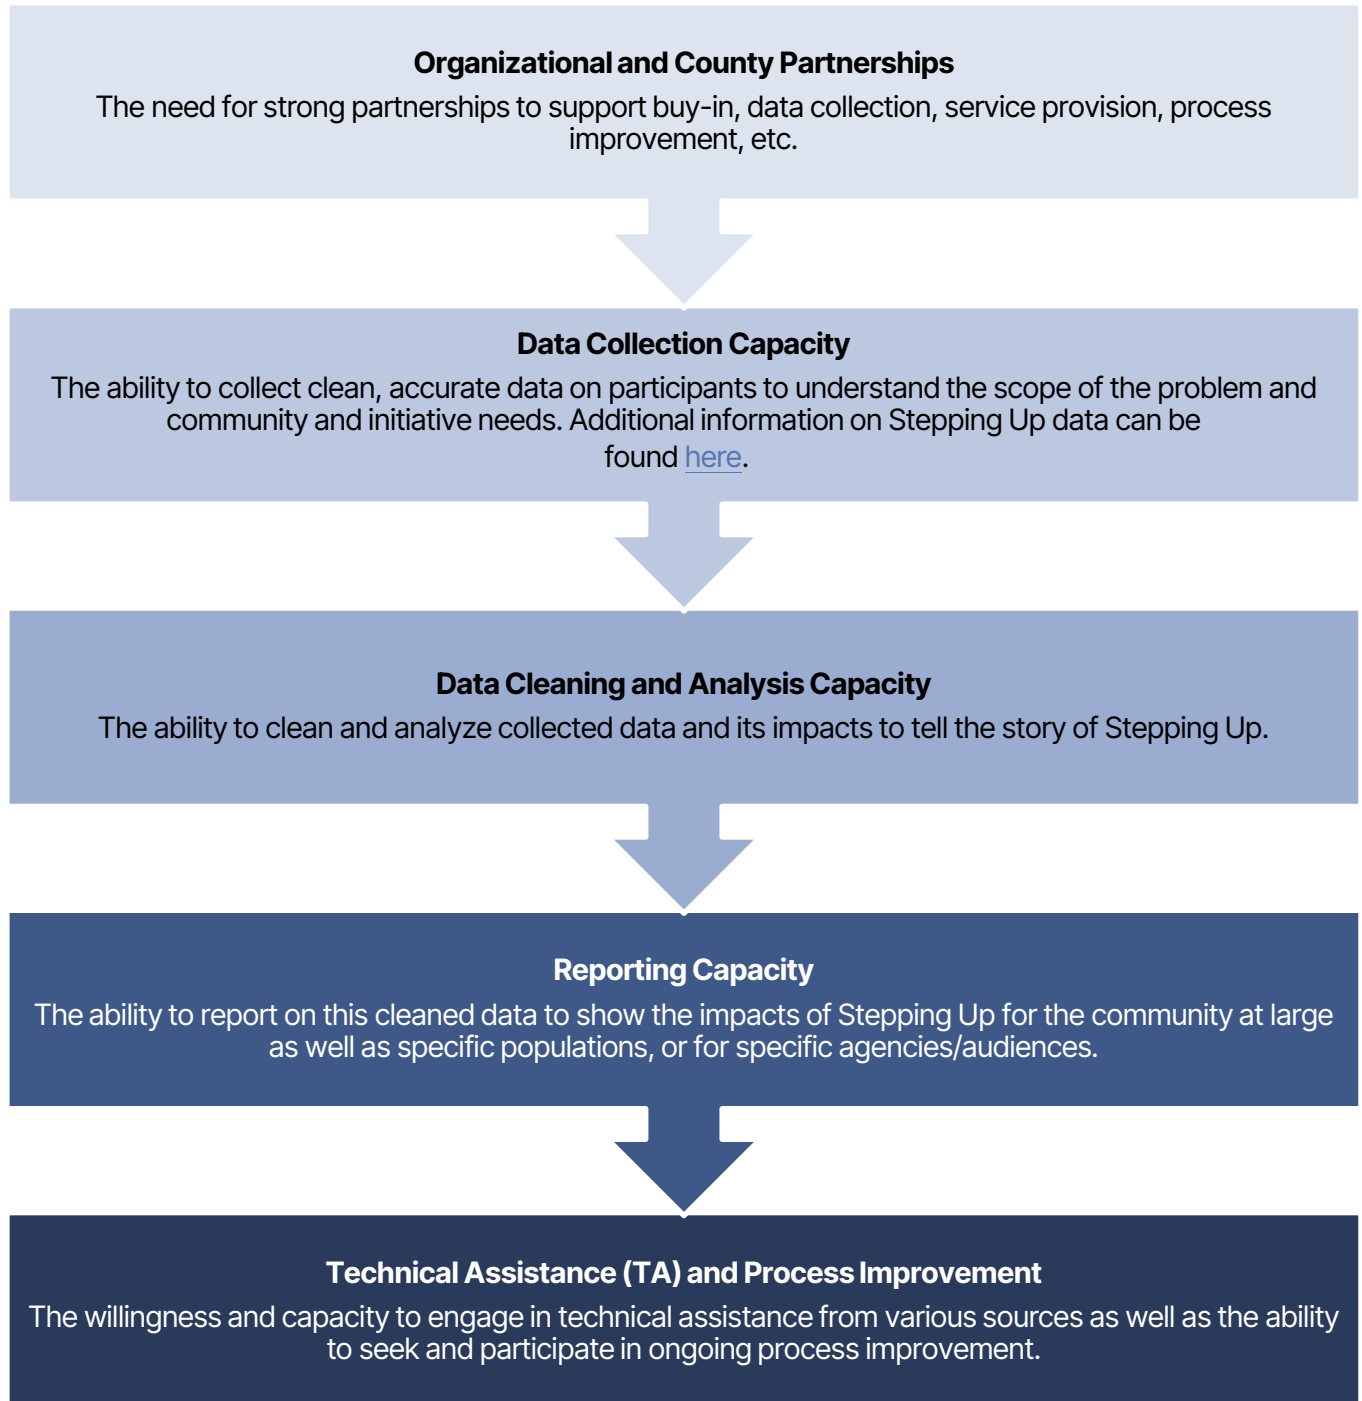 Organizational and County Partnerships
The need for strong partnerships to support buy-in, data collection, service provision, process
improvement, etc.
Data Collection Capacity
The ability to collect clean, accurate data on participants to understand the scope of the problem and
community and initiative needs. Additional information on Stepping Up data can be
found here.
Data Cleaning and Analysis Capacity
The ability to clean and analyze collected data and its impacts to tell the story of Stepping Up.
Reporting Capacity
The ability to report on this cleaned data to show the impacts of Stepping Up for the community at large
as well as specific populations, or for specific agencies/audiences.
Technical Assistance (TA) and Process Improvement
The willingness and capacity to engage in technical assistance from various sources as well as the ability
to seek and participate in ongoing process improvement.